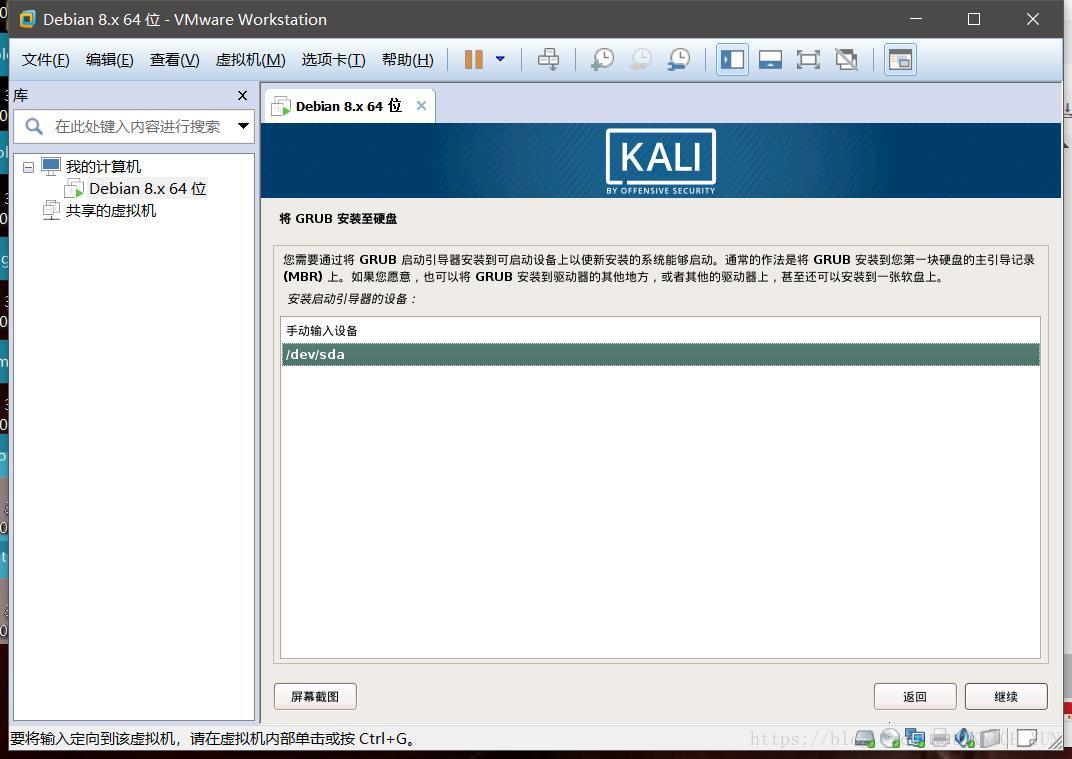 Debian 8.x 64 位 - VMware Workstation
文件(F) 编辑(E) 查看(V) 虚拟机(M) 选项卡(T) 帮助(H)
库
在此处键入内容进行搜索
我的计算机
Debian 8.x 64 位
共享的虚拟机
Debian 8.x 64 位
KALI
BY OFFENSIVE SECURITY
将 GRUB 安装至硬盘
您需要通过将 GRUB 启动引导器安装到可启动设备上以使新安装的系统能够启动。通常的作法是将 GRUB 安装到您第一块硬盘的主引导记录
(MBR) 上。如果您愿意，也可以将 GRUB 安装到驱动器的其他地方，或者其他的驱动器上，甚至还可以安装到一张软盘上。
安装启动引导器的设备：
手动输入设备
/dev/sda
屏幕截图
返回
继续
要将输入定向到该虚拟机，请在虚拟机内部单击或按 Ctrl+G。